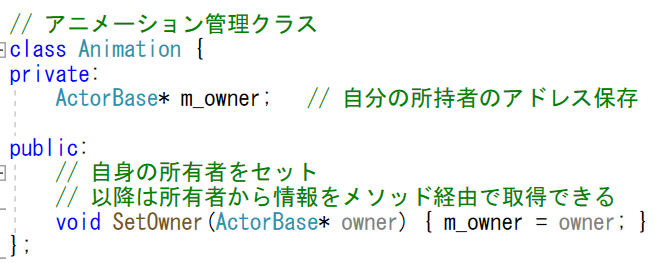 // アニメーション管理クラス
class Animation {
private:
    ActorBase* m_owner;   // 自分の所持者のアドレス保存

public:
    // 自身の所有者をセット
    // 以降は所有者から情報をメソッド経由で取得できる
    void SetOwner(ActorBase* owner) { m_owner = owner; }
};